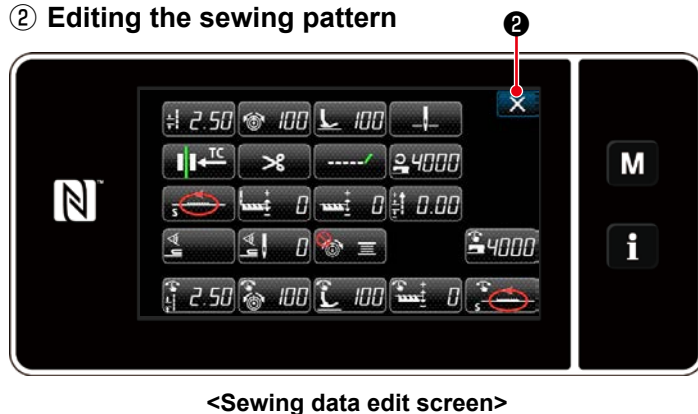 ② Editing the sewing pattern
❷
X
2.50 100 100
TC 4000
S 0 0 0.00
0 4000
2.50 100 100 0 S
N
M
i
<Sewing data edit screen>